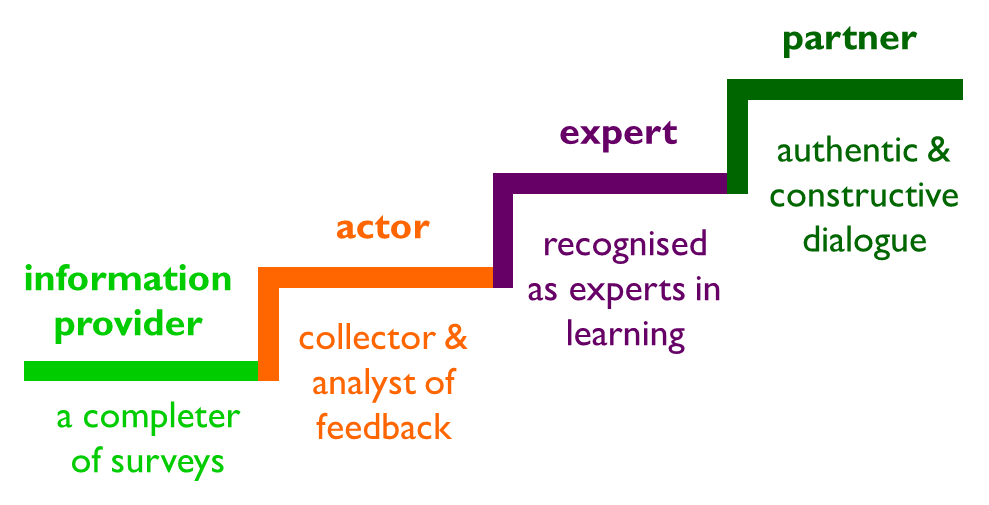 information
provider
a completer
of surveys
actor
collector &
analyst of
feedback
expert
recognised
as experts in
learning
partner
authentic &
constructive
dialogue